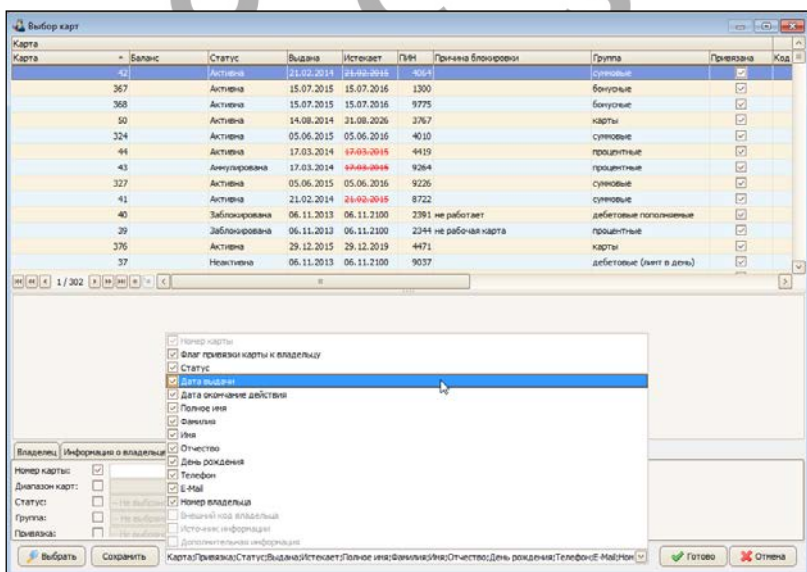 Выбор карт
Карта
Карта Баланс Статус Выдана Истекает ПИН Причина блокировки Группа Привязана Код
42 Активна 21.02.2014 21.02.2015 4064 суммовые
367 Активна 15.07.2015 15.07.2016 1300 бонусные
368 Активна 15.07.2015 15.07.2016 9775 бонусные
50 Активна 14.08.2014 31.08.2026 3767 карты
324 Активна 05.06.2015 05.06.2016 4010 суммовые
44 Активна 17.03.2014 17.03.2015 4419 процентные
43 Аннулирована 17.03.2014 17.03.2015 9264 процентные
327 Активна 05.06.2015 05.06.2016 9226 суммовые
41 Активна 21.02.2014 21.02.2015 8722 суммовые
40 Заблокирована 06.11.2013 06.11.2100 2391 не работает дебетовые пополняемые
39 Заблокирована 06.11.2013 06.11.2100 2344 не рабочая карта процентные
376 Активна 29.12.2015 29.12.2019 4471 карты
37 Неактивна 06.11.2013 06.11.2100 9037 дебетовые (лимт в день)
1 / 302
Номер карты
Флаг привязки карты к владельцу
Статус
Дата выдачи
Дата окончание действия
Полное имя
Фамилия
Имя
Отчество
День рождения
Телефон
E-Mail
Номер владельца
Внешний код владельца
Источник информации
Дополнительная информация
Владелец Информация о владельце
Номер карты:
Диапазон карт:
Статус: - Не выбрано
Группа: - Не выбрано
Привязка: - Не выбрано
Выбрать Сохранить Карта;Привязка;Статус;Выдана;Истекает;Полное имя;Фамилия;Имя;Отчество;День рождения;Телефон;E-Mail;Ном Готово Отмена